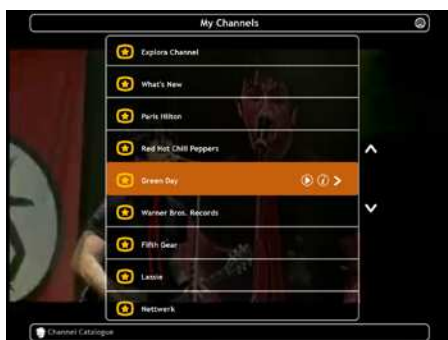 My Channels
Explora Channel
What's New
Paris Hilton
Red Hot Chili Peppers
Green Day
Warner Bros. Records
Fifth Gear
Lassie
Nettwerk
Channel Catalogue